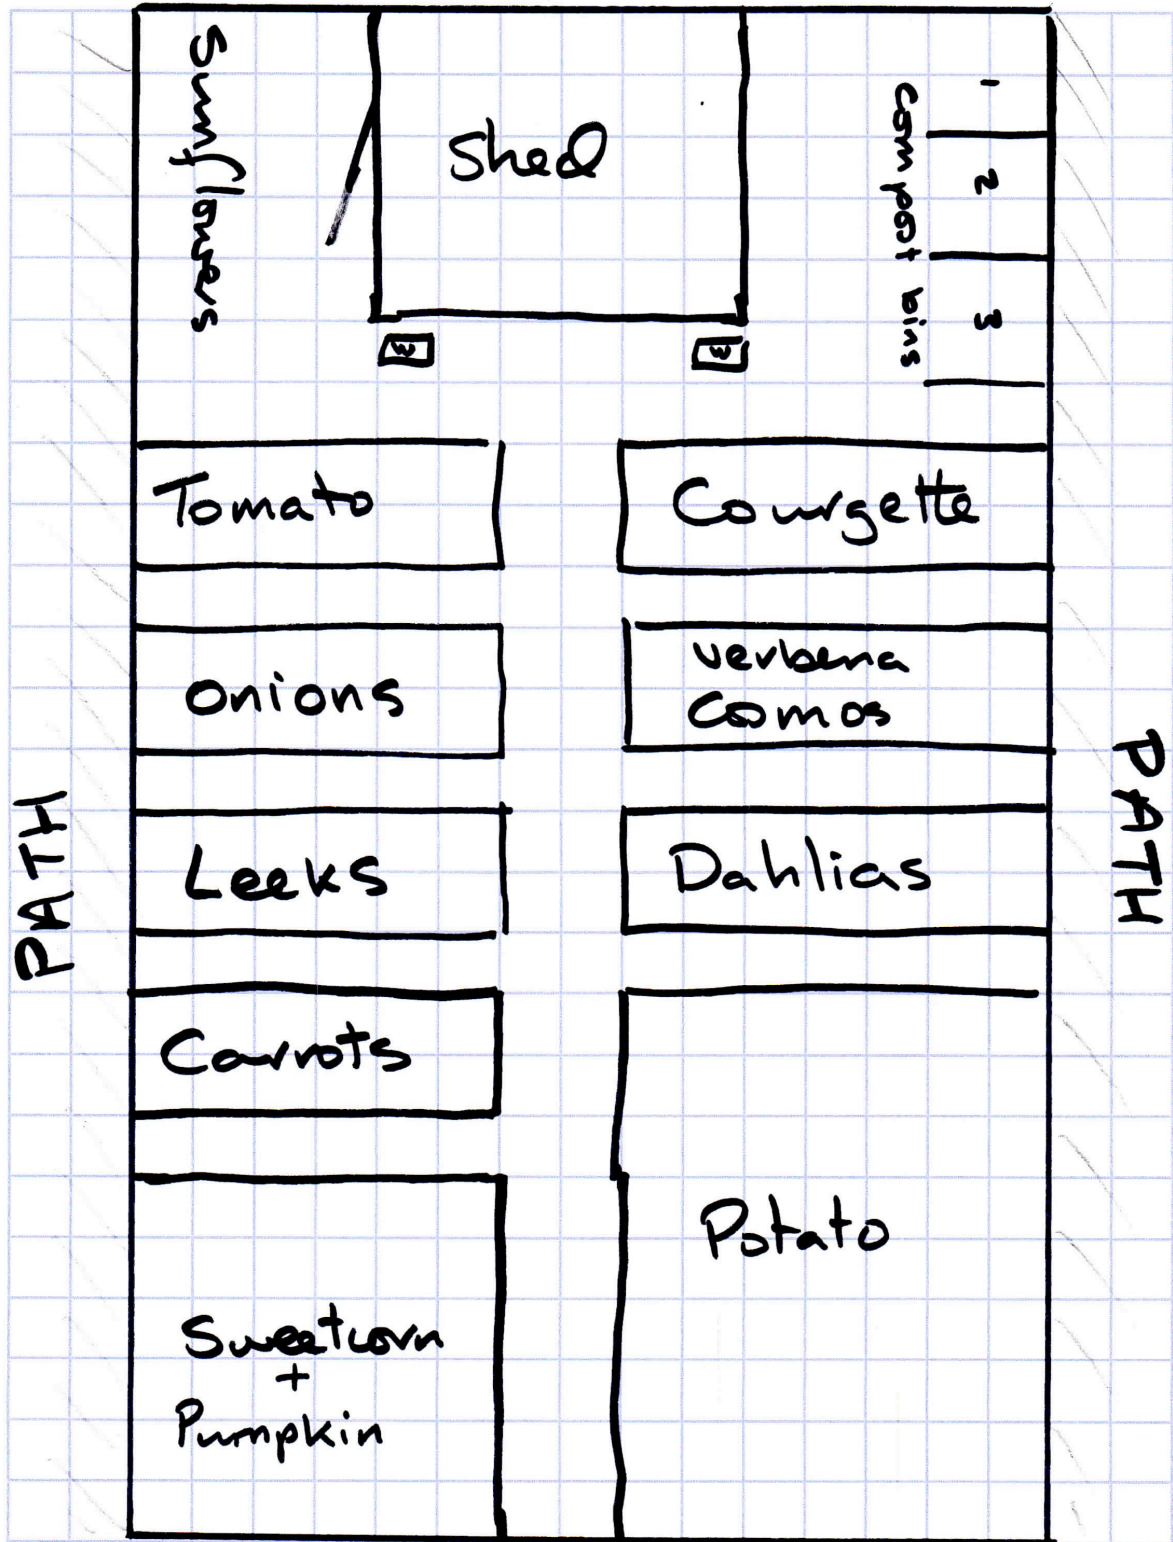 Sunflowers
Shed
compost bins
1
2
3
W
W
Tomato
Courgette
Onions
verbena
Comos
Leeks
Dahlias
PATH
PATH
Carrots
Potato
Sweetcorn
+
Pumpkin